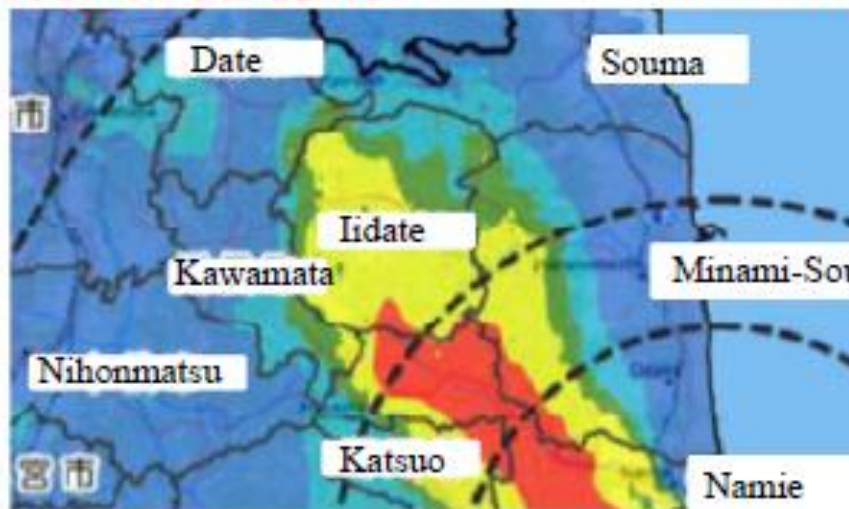 Date
Souma
市
Iidate
Kawamata
Minami-Sou
Nihonmatsu
Katsuo
宮市
Namie